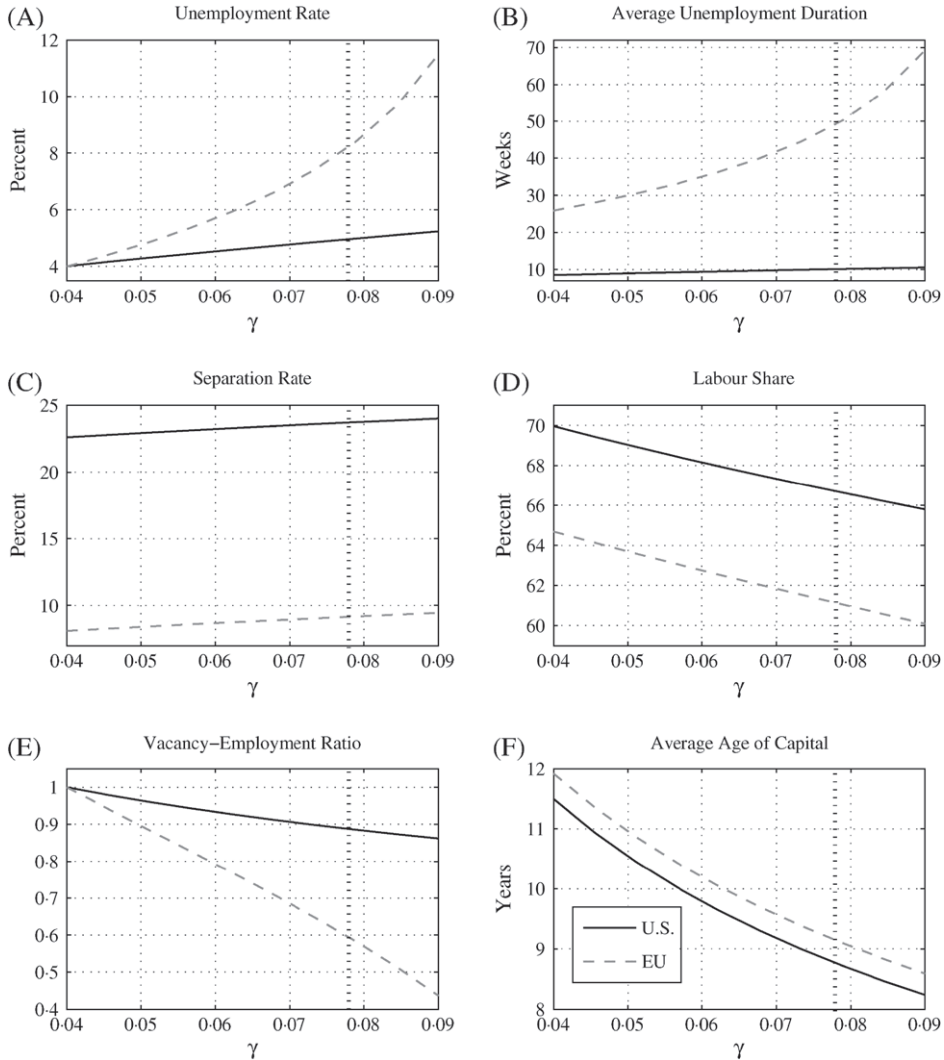 (A) Unemployment Rate
12
10
8
6
4
Percent
0·04 0·05 0·06 0·07 0·08 0·09
γ
(B) Average Unemployment Duration
70
60
50
40
30
20
10
Weeks
0·04 0·05 0·06 0·07 0·08 0·09
γ
(C) Separation Rate
25
20
15
10
Percent
0·04 0·05 0·06 0·07 0·08 0·09
γ
(D) Labour Share
70
68
66
64
62
60
Percent
0·04 0·05 0·06 0·07 0·08 0·09
γ
(E) Vacancy–Employment Ratio
1
0·9
0·8
0·7
0·6
0·5
0·4
0·04 0·05 0·06 0·07 0·08 0·09
γ
(F) Average Age of Capital
12
11
10
9
8
Years
U.S.
EU
0·04 0·05 0·06 0·07 0·08 0·09
γ